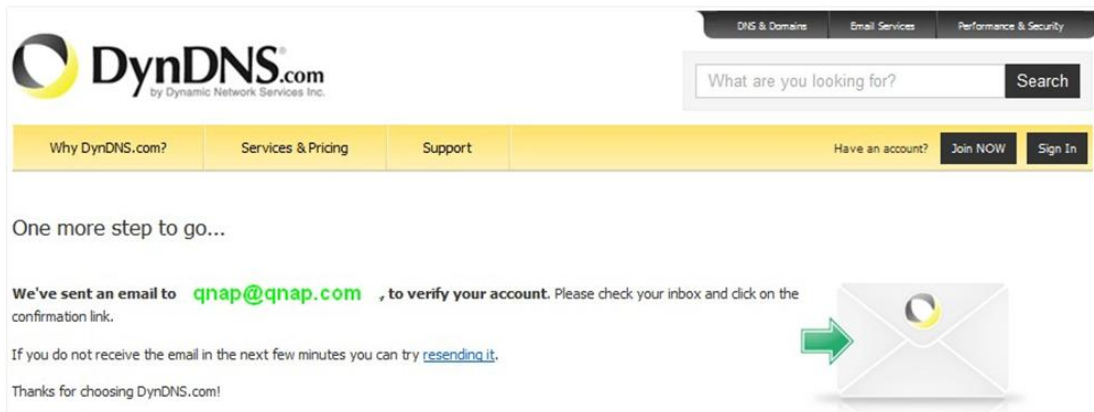 DNS & Domains Email Services Performance & Security
DynDNS.com
by Dynamic Network Services Inc.
What are you looking for? Search
Why DynDNS.com? Services & Pricing Support Have an account? Join NOW Sign In
One more step to go...
We've sent an email to qnap@qnap.com , to verify your account. Please check your inbox and click on the
confirmation link.
If you do not receive the email in the next few minutes you can try resending it.
Thanks for choosing DynDNS.com!